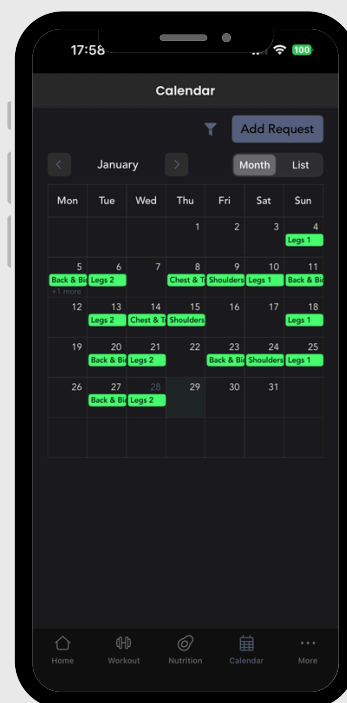 17:58
100
Calendar
Add Request
January
Month List
Mon Tue Wed Thu Fri Sat Sun
1 2 3 4
Legs 1
5 6 7 8 9 10 11
Back & Bi Legs 2 Chest & T Shoulders Legs 1 Back & Bi
+1 more
12 13 14 15 16 17 18
Legs 2 Chest & T Shoulders Legs 1
19 20 21 22 23 24 25
Back & Bi Legs 2 Back & Bi Shoulders Legs 1
26 27 28 29 30 31
Back & Bi Legs 2
Home Workout Nutrition Calendar More